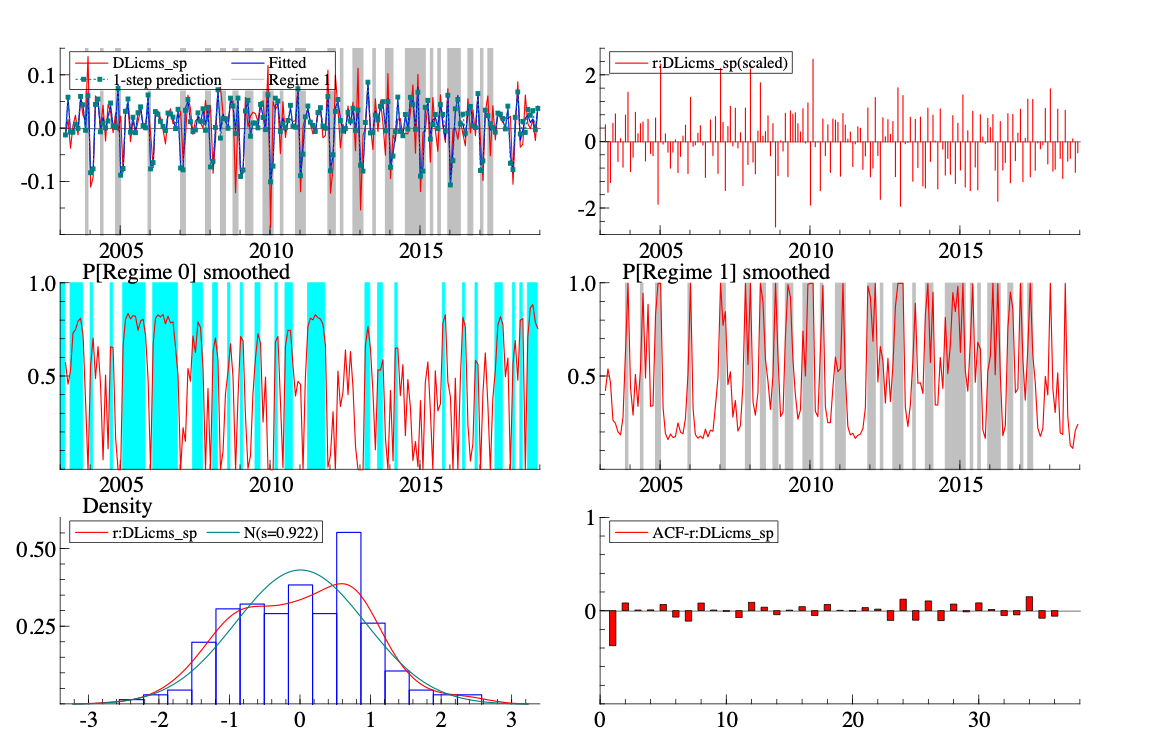 DLicms_sp Fitted
1-step prediction Regime 1
0.1
0.0
-0.1
2005 2010 2015
r:DLicms_sp(scaled)
2
0
-2
2005 2010 2015
P[Regime 0] smoothed
1.0
0.5
2005 2010 2015
P[Regime 1] smoothed
1.0
0.5
2005 2010 2015
Density
r:DLicms_sp N(s=0.922)
0.50
0.25
-3 -2 -1 0 1 2 3
ACF-r:DLicms_sp
1
0
0 10 20 30